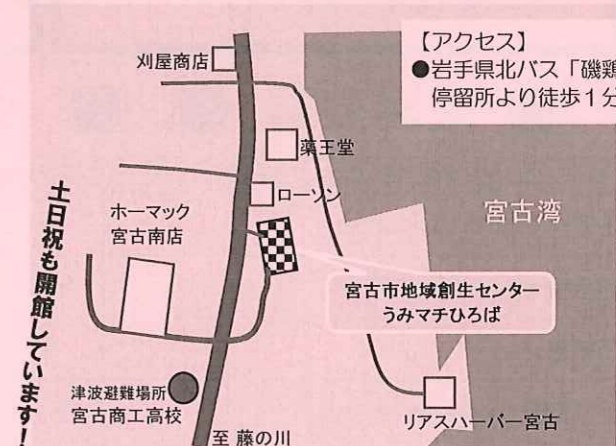 【アクセス】
●岩手県北バス「磯鶏
停留所より徒歩1分
刈屋商店
薬王堂
ローソン
ホーマック
宮古南店
宮古湾
宮古市地域創生センター
うみマチひろば
土日祝も開館しています！
津波避難場所
宮古商工高校
リアスハーバー宮古
至 藤の川